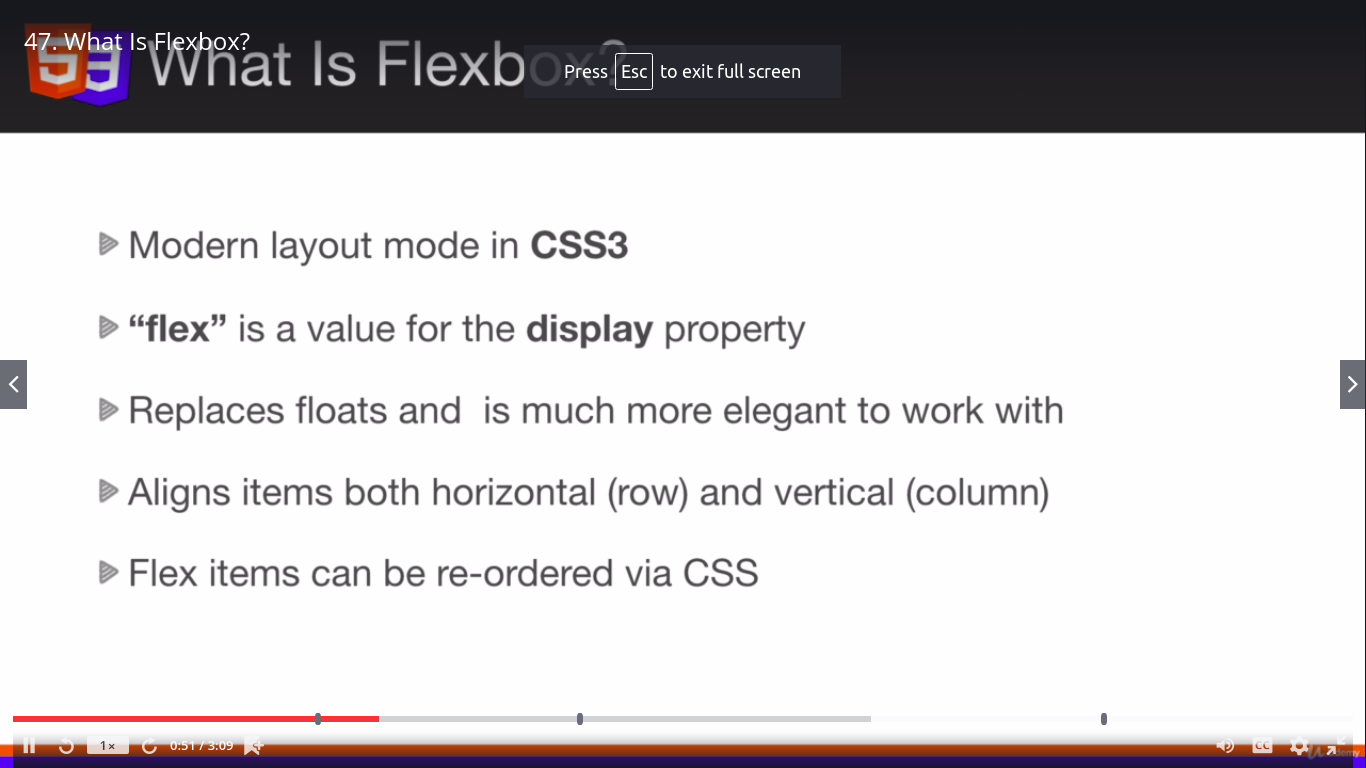 47. What Is Flexbox?
What Is Flexbox?
Press Esc to exit full screen
Modern layout mode in CSS3
“flex” is a value for the display property
Replaces floats and  is much more elegant to work with
Aligns items both horizontal (row) and vertical (column)
Flex items can be re-ordered via CSS
1×
0:51 / 3:09
CC